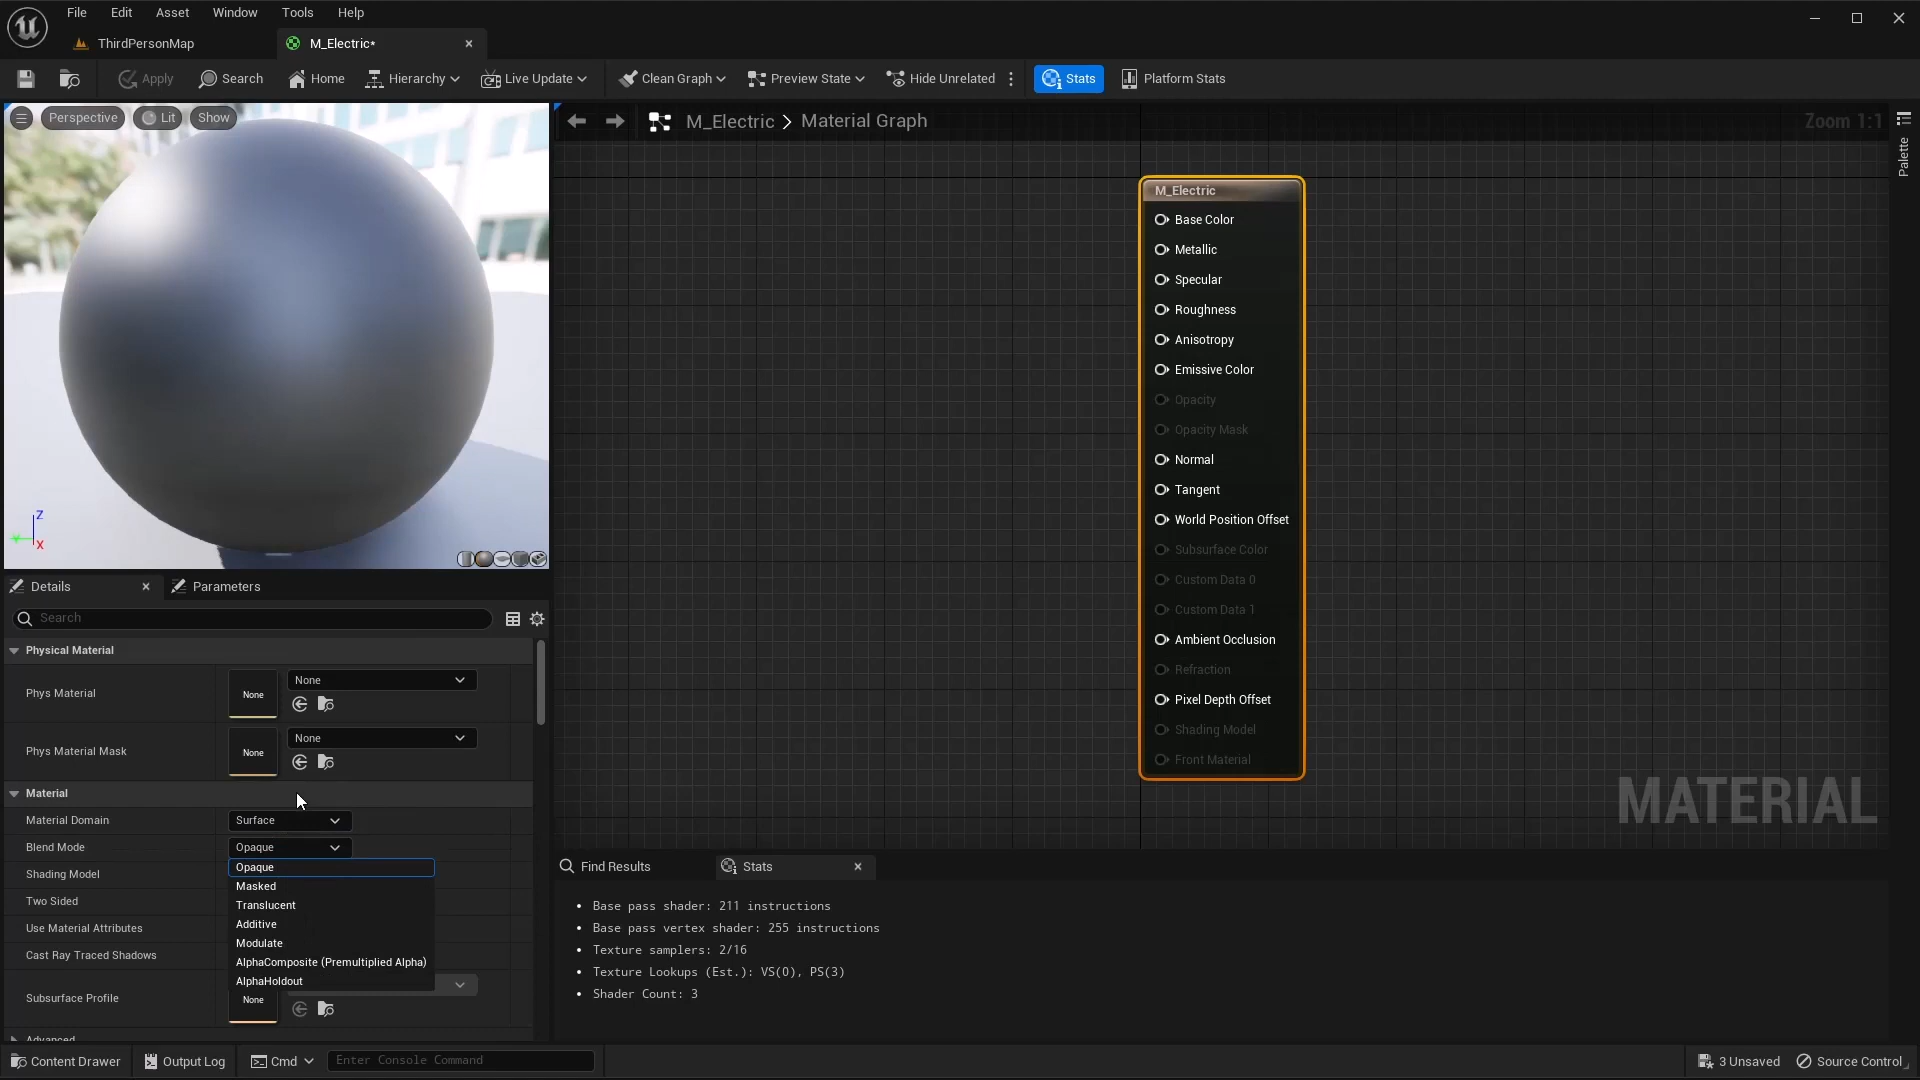 File Edit Asset Window Tools Help
ThirdPersonMap M_Electric*
Apply Search Home Hierarchy Live Update Clean Graph Preview State Hide Unrelated Stats Platform Stats
Perspective Lit Show
M_Electric > Material Graph Zoom 1:1
Palette
M_Electric
Base Color
Metallic
Specular
Roughness
Anisotropy
Emissive Color
Opacity
Opacity Mask
Normal
Tangent
World Position Offset
Subsurface Color
Custom Data 0
Custom Data 1
Ambient Occlusion
Refraction
Pixel Depth Offset
Shading Model
Front Material
MATERIAL
Z
Y
X
Details Parameters
Search
Physical Material
Phys Material None None
Phys Material Mask None None
Material
Material Domain Surface
Blend Mode Opaque
Opaque
Shading Model
Masked
Two Sided
Translucent
Additive
Use Material Attributes
Modulate
Cast Ray Traced Shadows
AlphaComposite (Premultiplied Alpha)
AlphaHoldout
Subsurface Profile None
Advanced
Find Results Stats
• Base pass shader: 211 instructions
• Base pass vertex shader: 255 instructions
• Texture samplers: 2/16
• Texture Lookups (Est.): VS(0), PS(3)
• Shader Count: 3
Content Drawer Output Log Cmd Enter Console Command 3 Unsaved Source Control